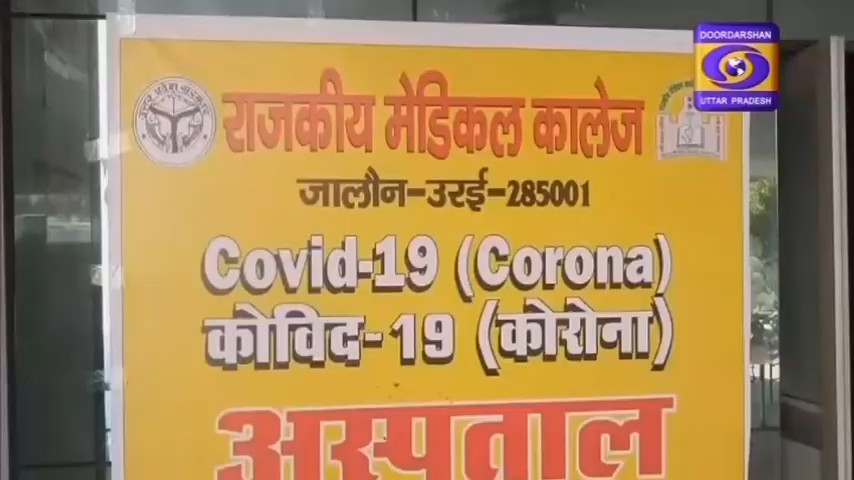 DOORDARSHAN
UTTAR PRADESH
राजकीय मेडिकल कालेज
जालौन-उरई-285001
Covid-19 (Corona)
कोविद-19 (कोरोना)
अस्पताल